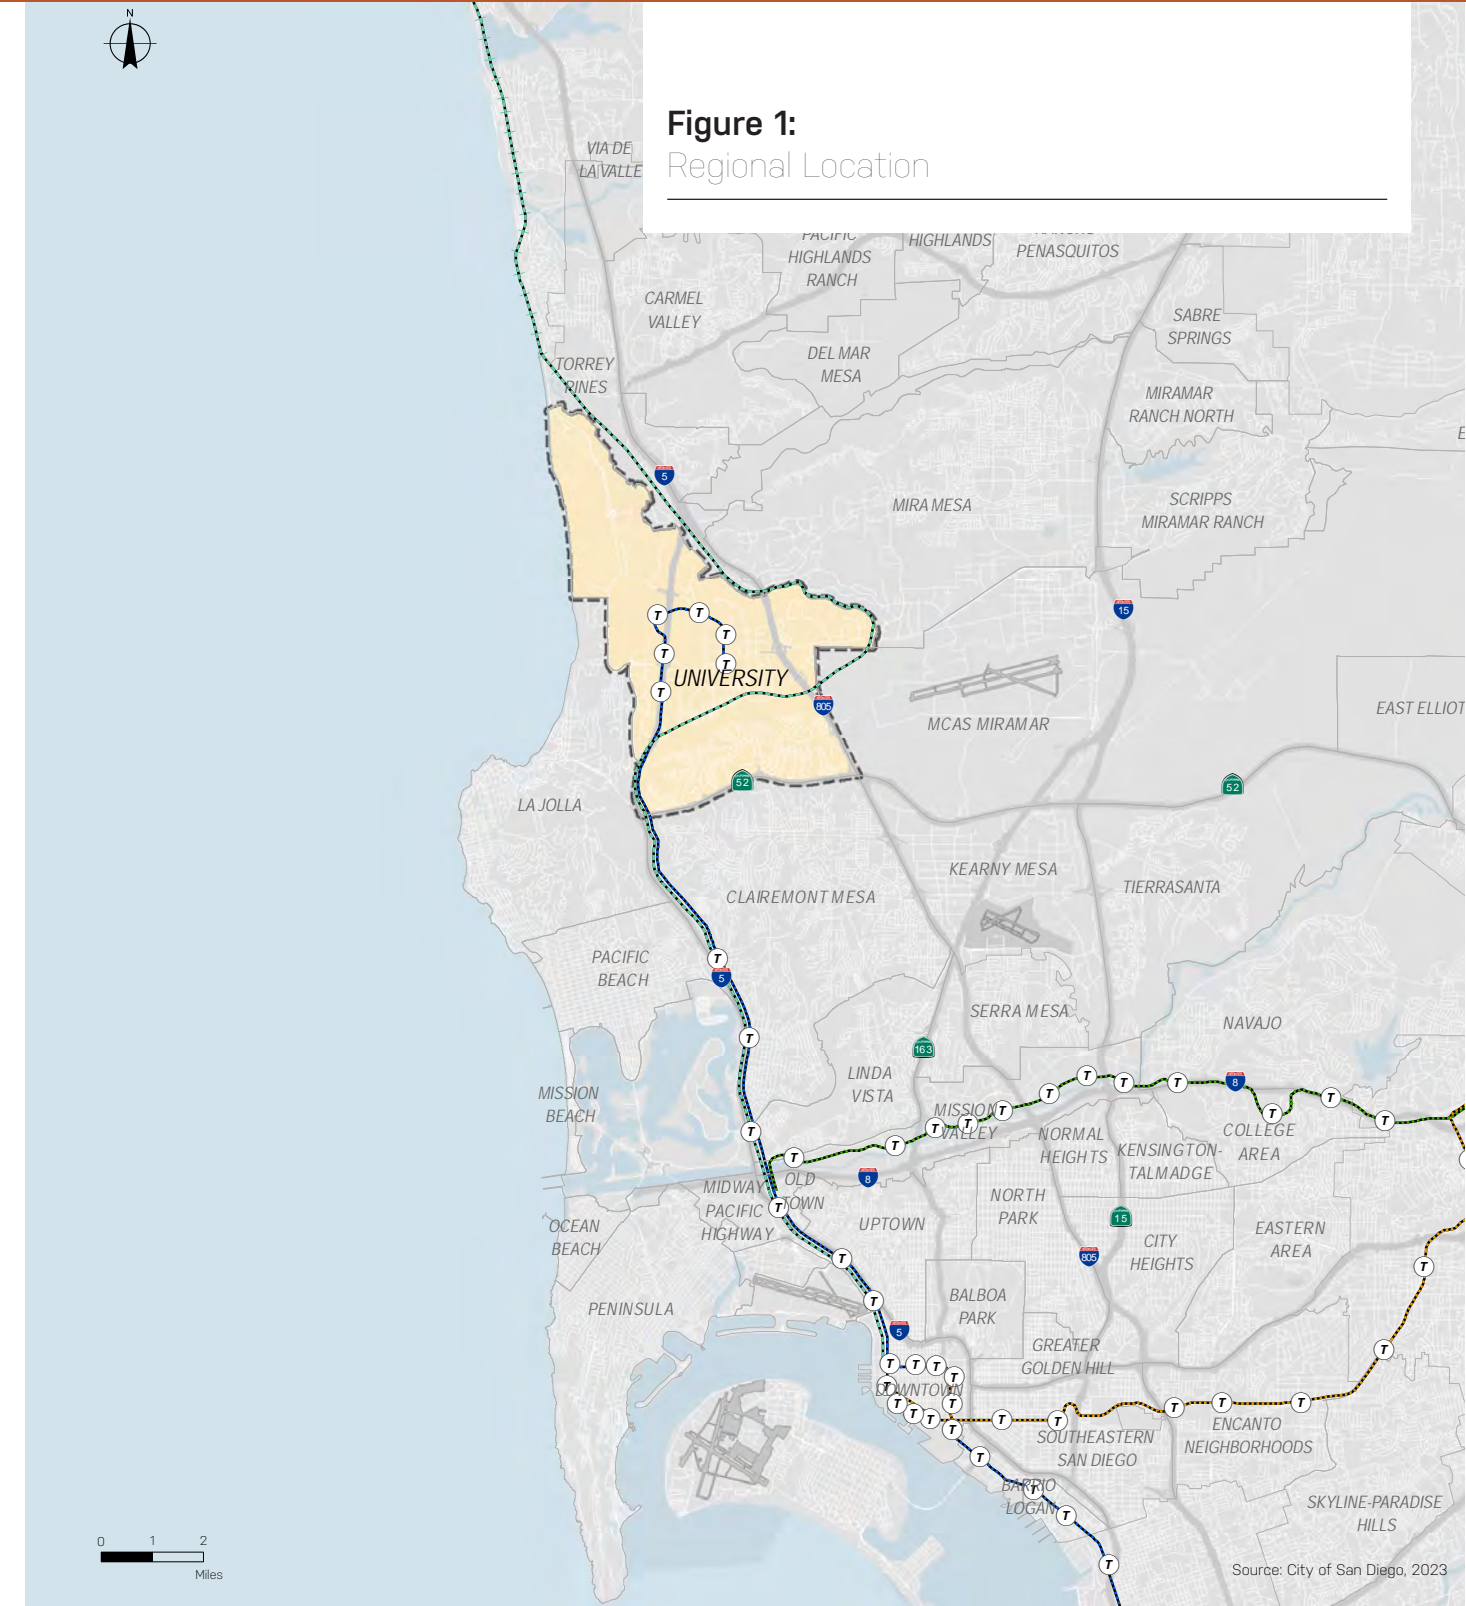 N
Figure 1:
Regional Location
VIA DE
LA VALLE
PACIFIC
HIGHLANDS
RANCH
HIGHLANDS
PENASQUITOS
CARMEL
VALLEY
SABRE
SPRINGS
DEL MAR
MESA
TORREY
PINES
MIRAMAR
RANCH NORTH
E
5
MIRA MESA
SCRIPPS
MIRAMAR RANCH
15
T
T
T
T
T
T
UNIVERSITY
805
MCAS MIRAMAR
EAST ELLIOT
52
52
LA JOLLA
KEARNY MESA
TIERRASANTA
CLAIREMONT MESA
PACIFIC
BEACH
T
5
SERRA MESA
NAVAJO
T
163
LINDA
VISTA
MISSION
BEACH
T
T
T
T
8
T
T
T
T
T
T
T
T
T
MISSION
VALLEY
NORMAL
HEIGHTS
KENSINGTON-
TALMADGE
COLLEGE
AREA
T
8
MIDWAY
PACIFIC
HIGHWAY
OLD
TOWN
T
UPTOWN
NORTH
PARK
15
OCEAN
BEACH
CITY
HEIGHTS
EASTERN
AREA
805
T
T
PENINSULA
T
BALBOA
PARK
5
GREATER
GOLDEN HILL
T
T
T
T
T
DOWNTOWN
T
T
T
T
T
T
T
T
T
T
T
T
SOUTHEASTERN
SAN DIEGO
ENCANTO
NEIGHBORHOODS
T
BARRIO
LOGAN
T
T
T
SKYLINE-PARADISE
HILLS
0 1 2
Miles
Source: City of San Diego, 2023